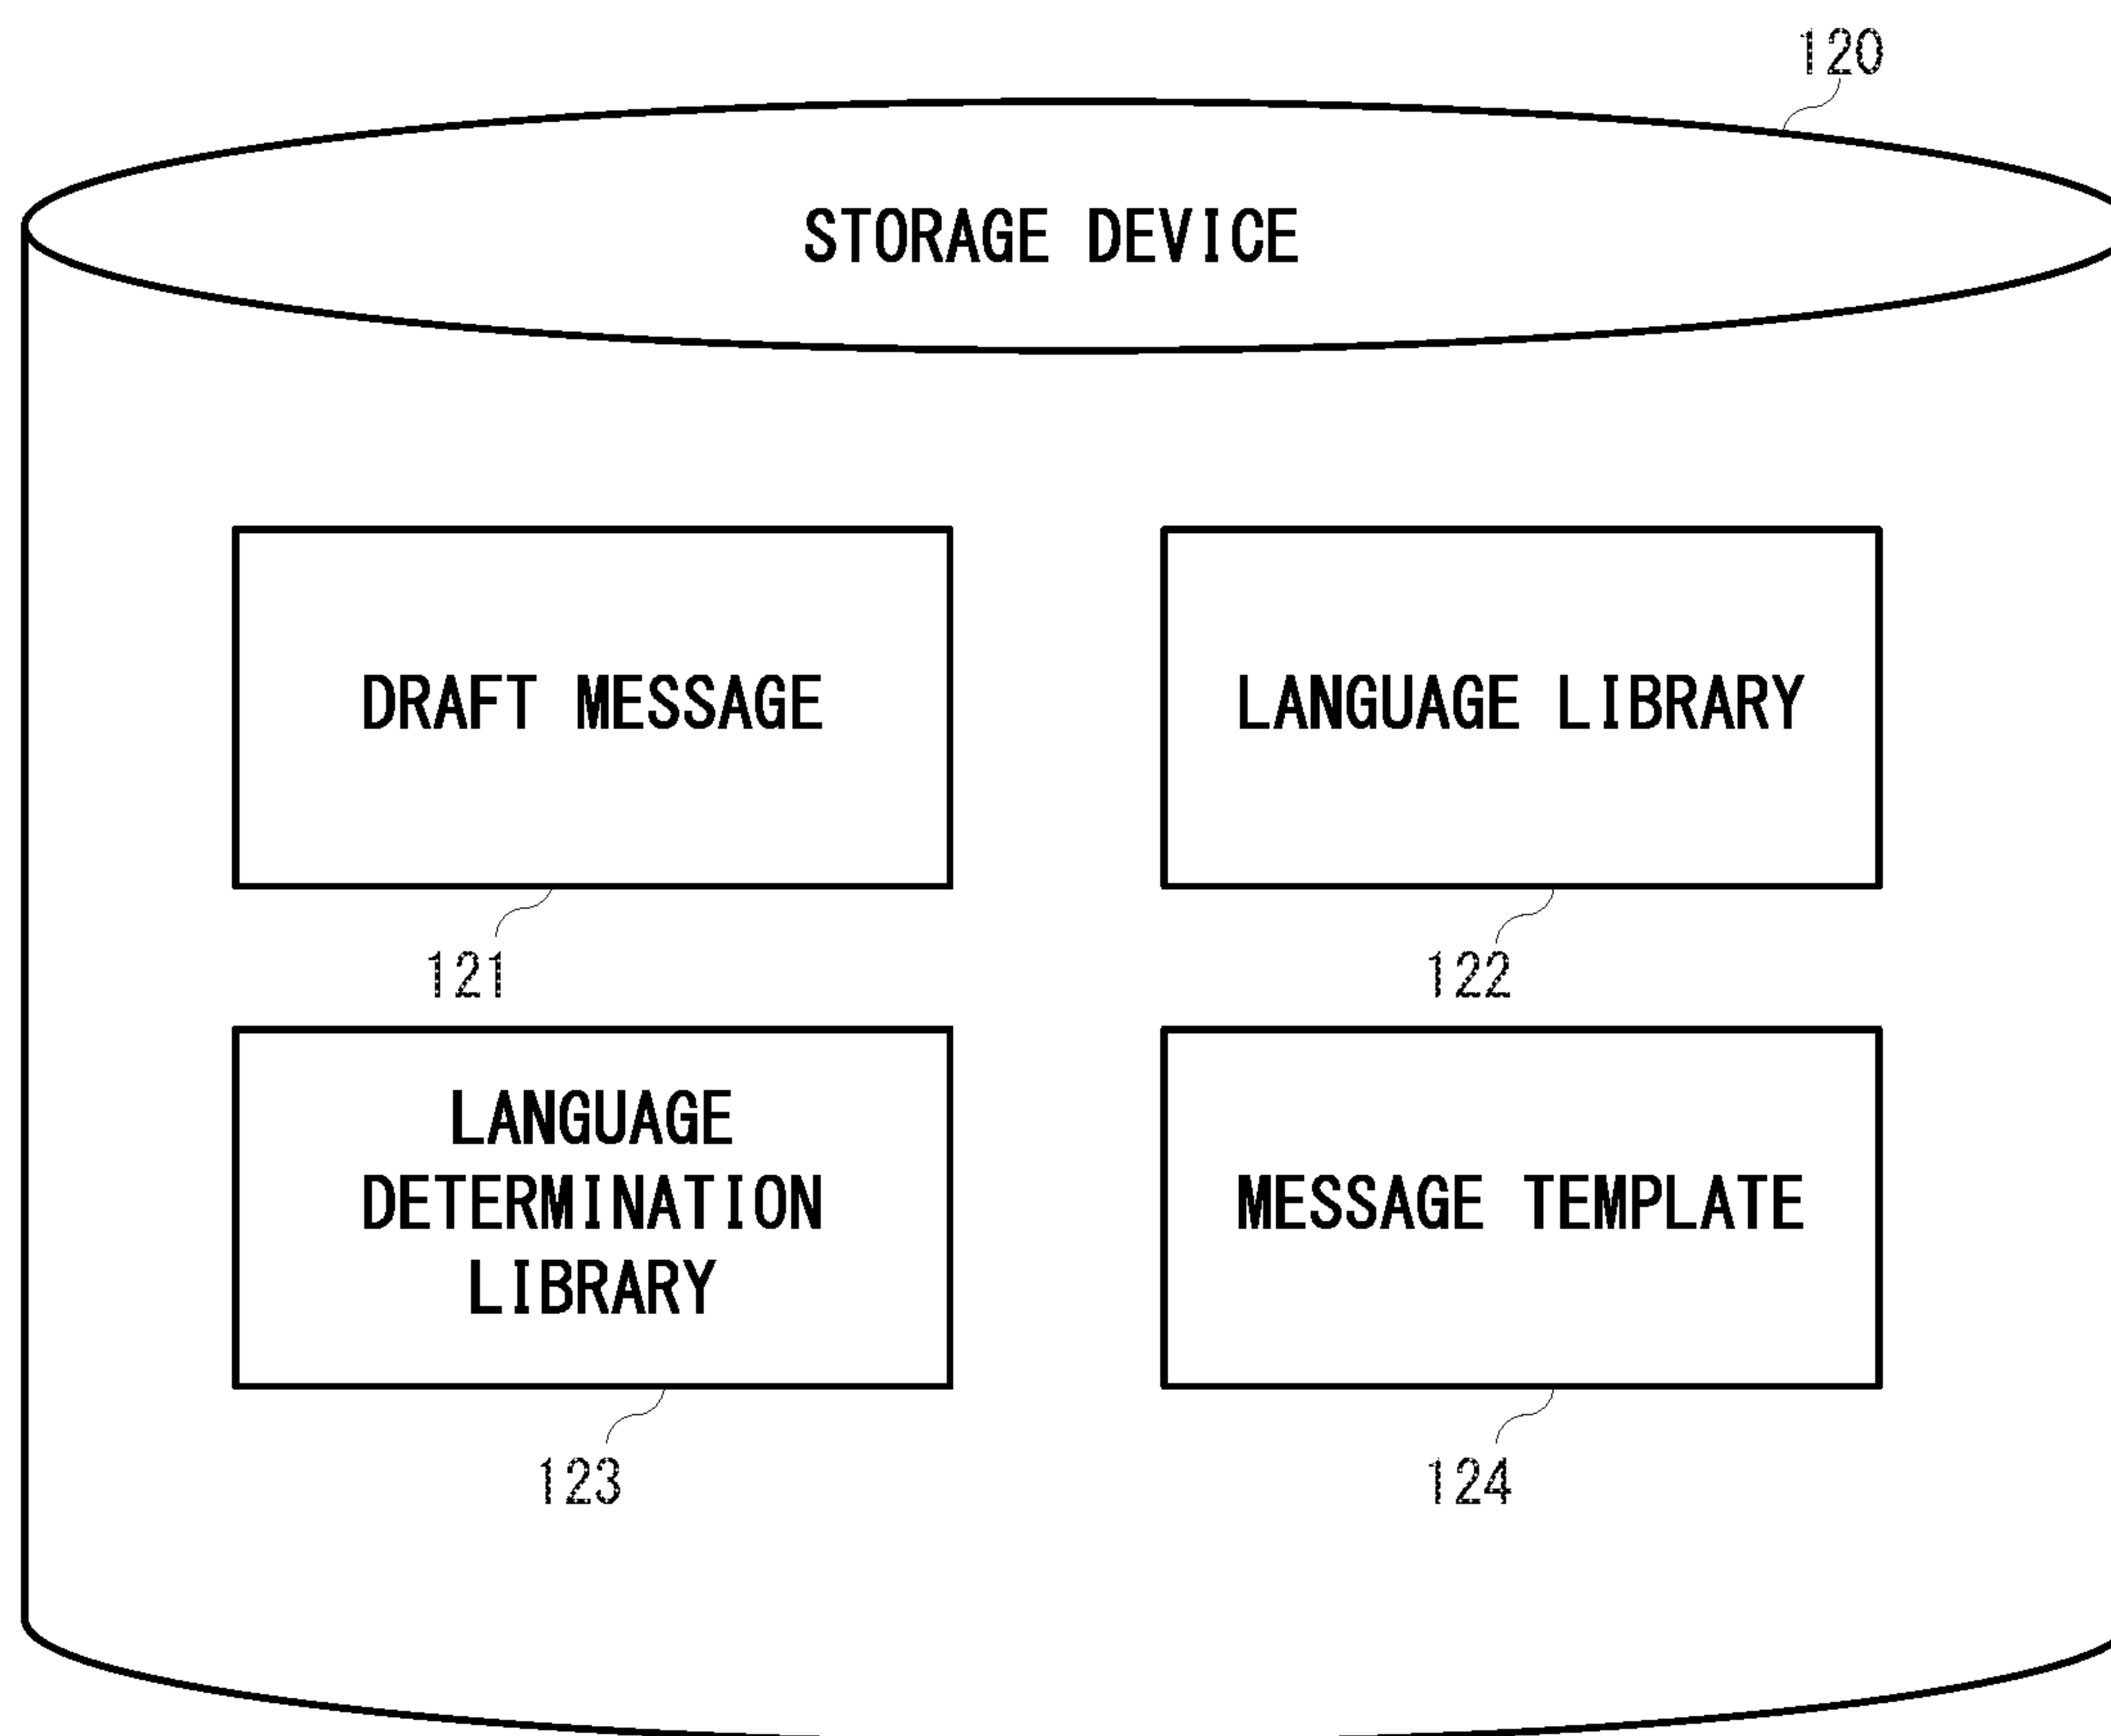 120
STORAGE DEVICE
DRAFT MESSAGE
LANGUAGE LIBRARY
121
122
LANGUAGE
DETERMINATION
LIBRARY
MESSAGE TEMPLATE
123
124